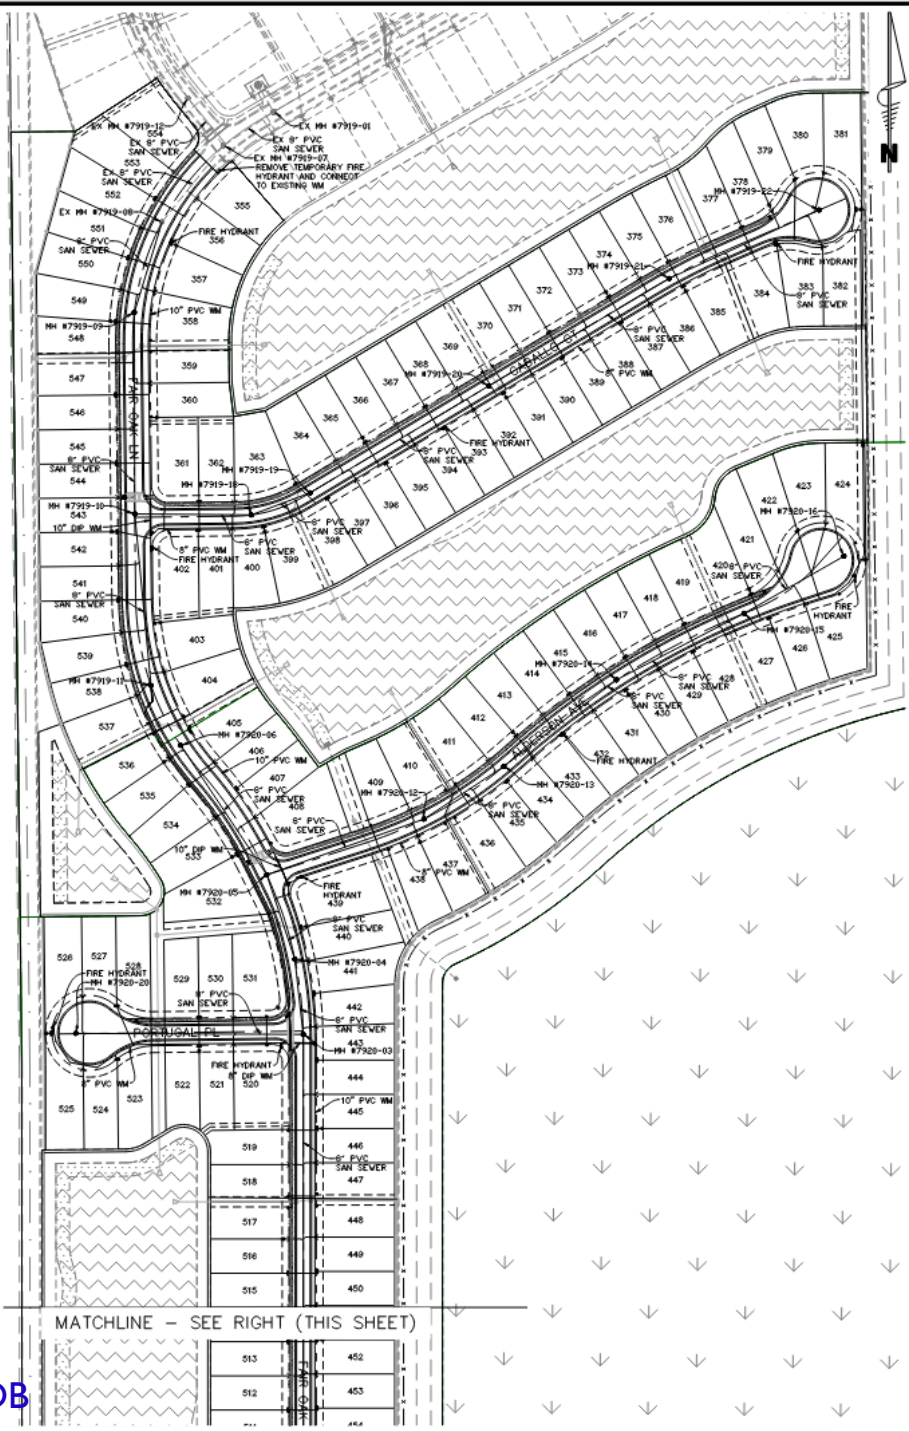 EX MH #7919-12
554
EX 8" PVC
SAN SEWER
553
EX 8" PVC
SAN SEWER
552
EX MH #7919-08
551
8" PVC
SAN SEWER
550
549
MH #7919-09
548
547
546
545
8" PVC
SAN SEWER
544
MH #7919-10
543
10" DIP WM
542
541
8" PVC
SAN SEWER
540
539
MH #7919-11
538
537
536
535
534
533
10" DIP WM
MH #7920-05
532
EX MH #7919-01
EX 8" PVC
SAN SEWER
EX MH #7919-07
REMOVE TEMPORARY FIRE
HYDRANT AND CONNECT
TO EXISTING WM
355
FIRE HYDRANT
356
357
10" PVC WM
358
359
360
FAIR OAK LN
361
362
363
364
365
366
367
368
369
370
371
372
373
374
375
376
377
378
379
380
381
MH #7919-22
MH #7919-21
MH #7919-20
MH #7919-19
MH #7919-18
CABALLO CT
FIRE HYDRANT
382
383
8" PVC
SAN SEWER
384
385
386
8" PVC
SAN SEWER
387
388
8" PVC WM
389
390
391
392
FIRE HYDRANT
393
8" PVC
SAN SEWER
394
395
396
8" PVC
SAN SEWER
397
398
399
400
401
402
8" PVC WM
FIRE HYDRANT
403
404
405
MH #7920-06
406
10" PVC WM
407
8" PVC
SAN SEWER
408
8" PVC
SAN SEWER
409
MH #7920-12
410
411
412
413
414
415
MH #7920-14
416
417
418
419
420
8" PVC
SAN SEWER
421
422
423
424
MH #7920-16
FIRE
HYDRANT
MH #7920-15
425
426
427
428
8" PVC
SAN SEWER
429
430
431
432
FIRE HYDRANT
433
MH #7920-13
434
8" PVC
SAN SEWER
435
436
437
8" PVC WM
438
FIRE
HYDRANT
439
8" PVC
SAN SEWER
440
MH #7920-04
441
442
8" PVC
SAN SEWER
443
MH #7920-03
444
10" PVC WM
445
446
8" PVC
SAN SEWER
447
448
449
450
526
527
528
FIRE HYDRANT
MH #7920-20
529
530
531
8" PVC
SAN SEWER
PORTUGAL PL
FIRE HYDRANT
8" DIP WM
8" PVC WM
525
524
523
522
521
520
519
518
517
516
515
N
MATCHLINE - SEE RIGHT (THIS SHEET)
513
512
452
453
454
FAIR OAK